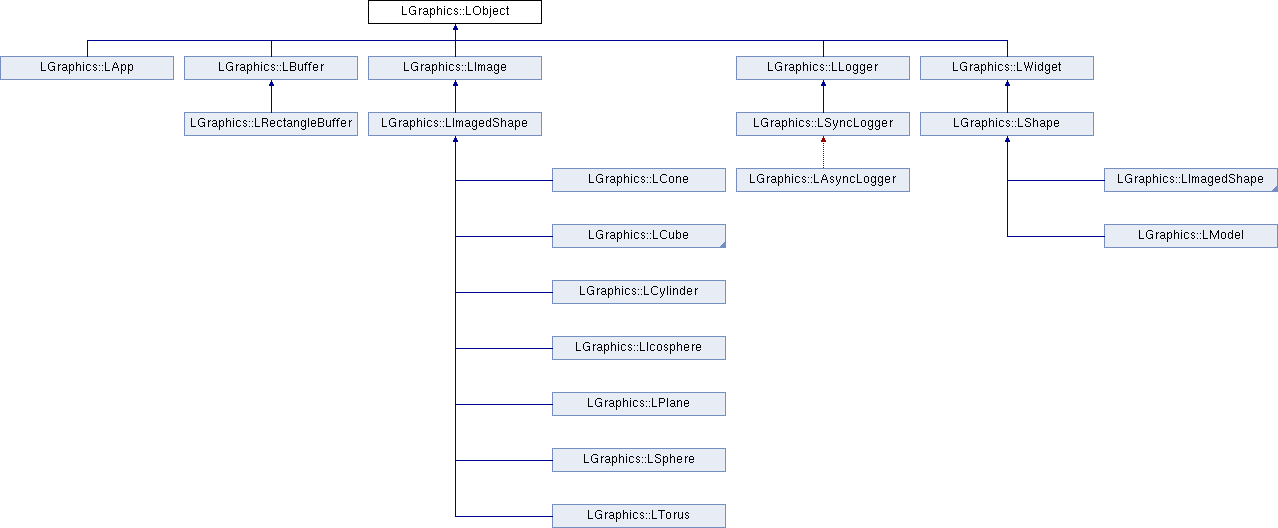 LGraphics::LObject
LGraphics::LApp
LGraphics::LBuffer
LGraphics::LImage
LGraphics::LLogger
LGraphics::LWidget
LGraphics::LRectangleBuffer
LGraphics::LImagedShape
LGraphics::LSyncLogger
LGraphics::LShape
LGraphics::LCone
LGraphics::LAsyncLogger
LGraphics::LImagedShape
LGraphics::LCube
LGraphics::LModel
LGraphics::LCylinder
LGraphics::LIcosphere
LGraphics::LPlane
LGraphics::LSphere
LGraphics::LTorus